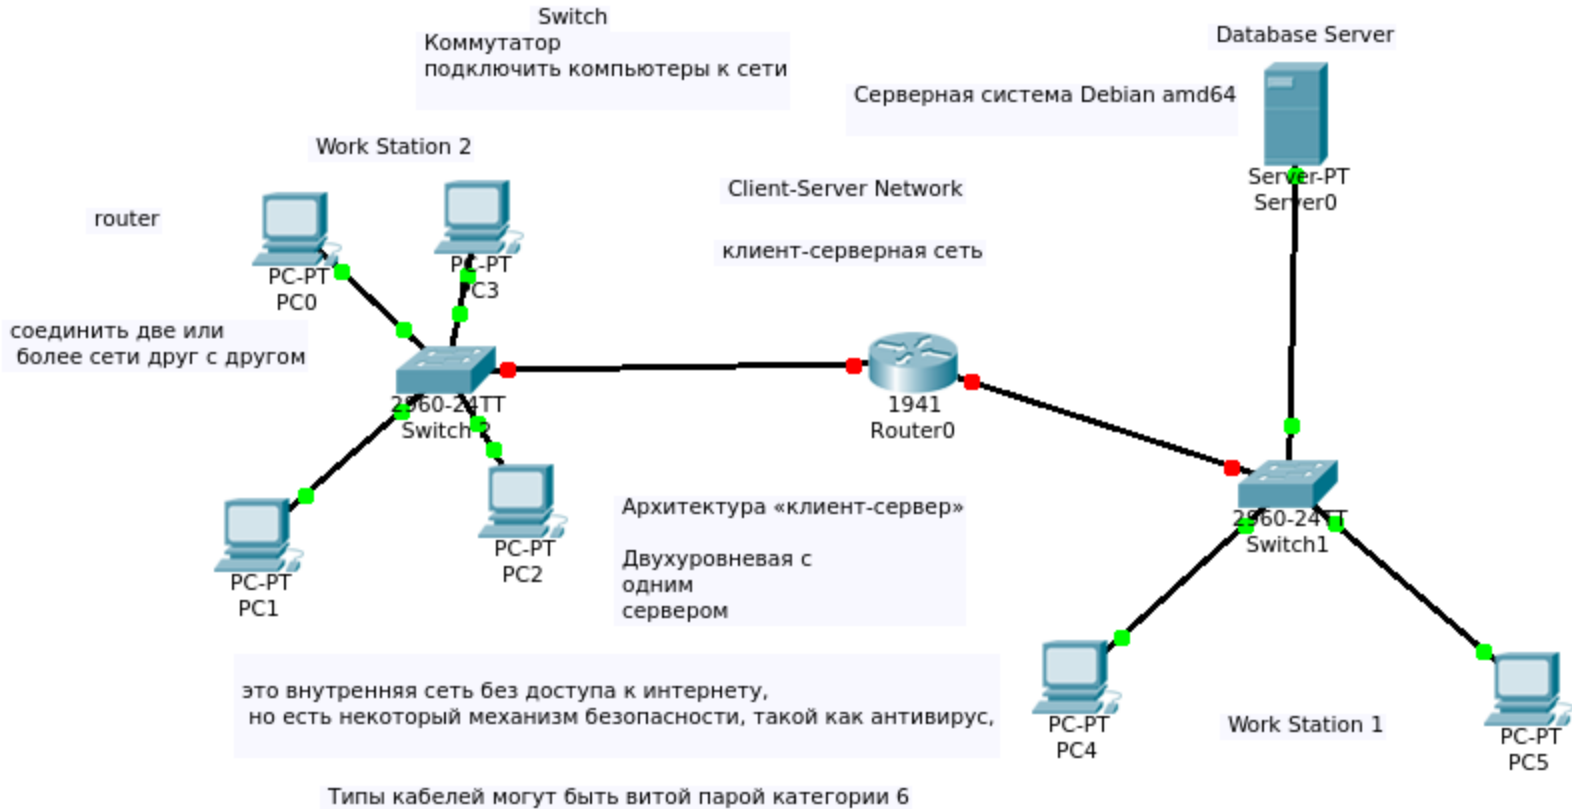 Switch
Коммутатор
подключить компьютеры к сети
Database Server
Серверная система Debian amd64
Work Station 2
Client-Server Network
router
клиент-серверная сеть
Server-PT
Server0
PC-PT
PC0
PC-PT
PC3
соединить две или
более сети друг с другом
2960-24TT
Switch 2
1941
Router0
PC-PT
PC1
PC-PT
PC2
Архитектура «клиент-сервер»
Двухуровневая с
одним
сервером
2960-24TT
Switch1
это внутренняя сеть без доступа к интернету,
но есть некоторый механизм безопасности, такой как антивирус,
PC-PT
PC4
Work Station 1
PC-PT
PC5
Типы кабелей могут быть витой парой категории 6